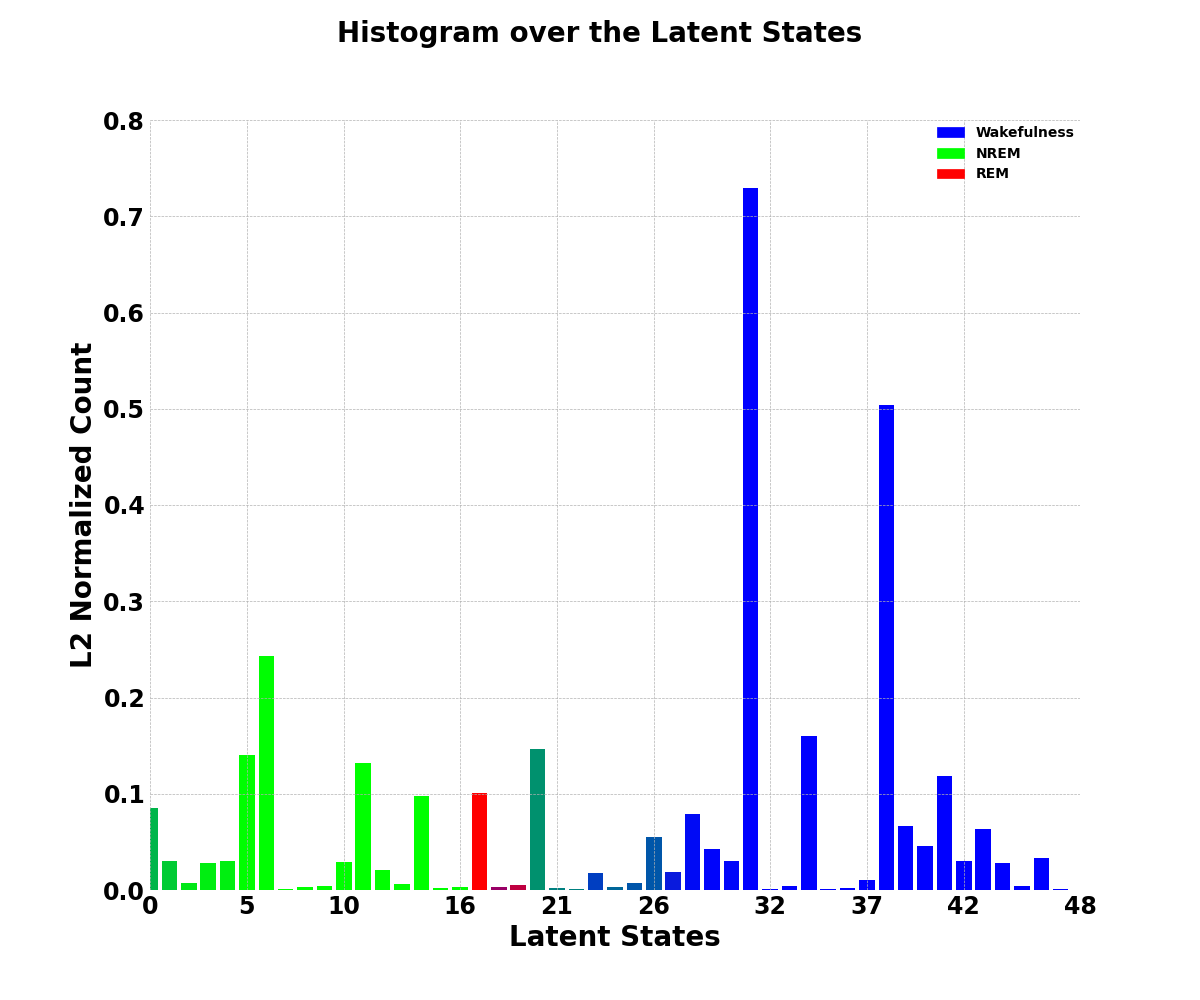 Histogram over the Latent States
Wakefulness
NREM
REM
0.8
0.7
0.6
0.5
0.4
0.3
0.2
0.1
0.0
L2 Normalized Count
0 5 10 16 21 26 32 37 42 48
Latent States